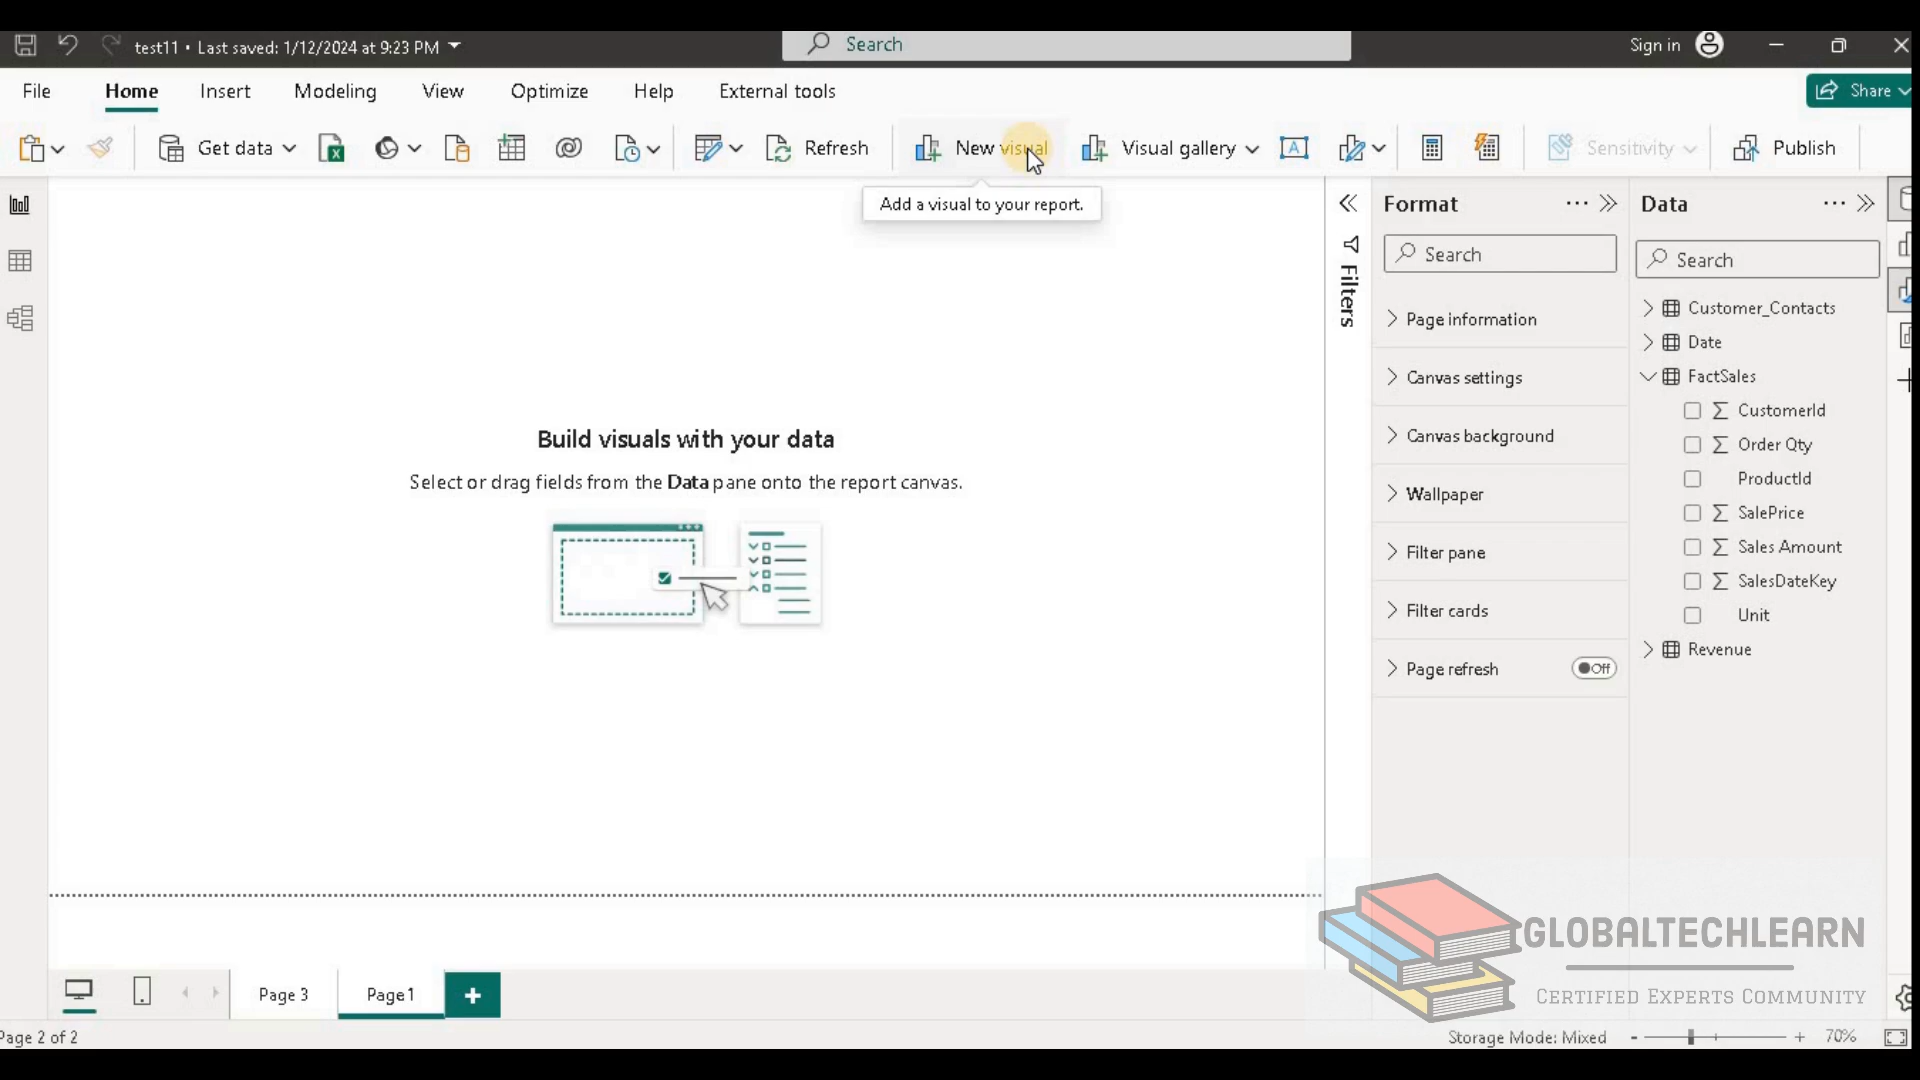 test11 • Last saved: 1/12/2024 at 9:23 PM
Search
Sign in
File
Home
Insert
Modeling
View
Optimize
Help
External tools
Share
Get data
Refresh
New visual
Visual gallery
Sensitivity
Publish
Add a visual to your report.
Filters
Format
Search
Page information
Canvas settings
Canvas background
Wallpaper
Filter pane
Filter cards
Page refresh
Off
Data
Search
Customer_Contacts
Date
FactSales
CustomerId
Order Qty
ProductId
SalePrice
Sales Amount
SalesDateKey
Unit
Revenue
Build visuals with your data
Select or drag fields from the Data pane onto the report canvas.
GLOBALTECHLEARN
CERTIFIED EXPERTS COMMUNITY
Page 3
Page 1
Page 2 of 2
Storage Mode: Mixed
70%